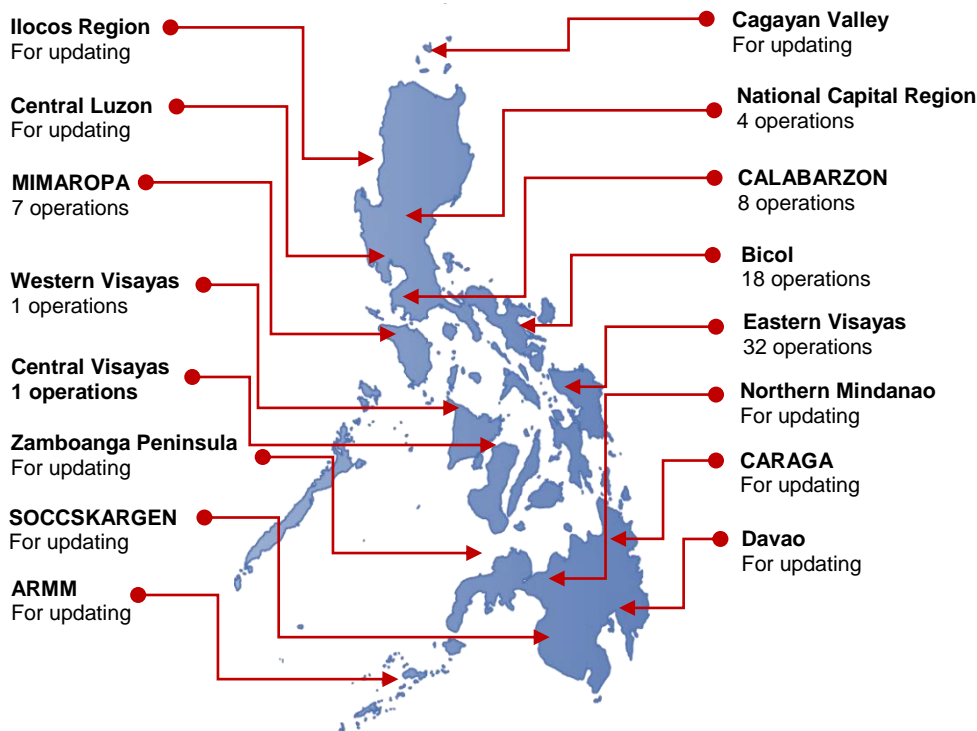 Ilocos Region
For updating
Central Luzon
For updating
MIMAROPA
7 operations
Western Visayas
1 operations
Central Visayas
1 operations
Zamboanga Peninsula
For updating
SOCCSKARGEN
For updating
ARMM
For updating
Cagayan Valley
For updating
National Capital Region
4 operations
CALABARZON
8 operations
Bicol
18 operations
Eastern Visayas
32 operations
Northern Mindanao
For updating
CARAGA
For updating
Davao
For updating